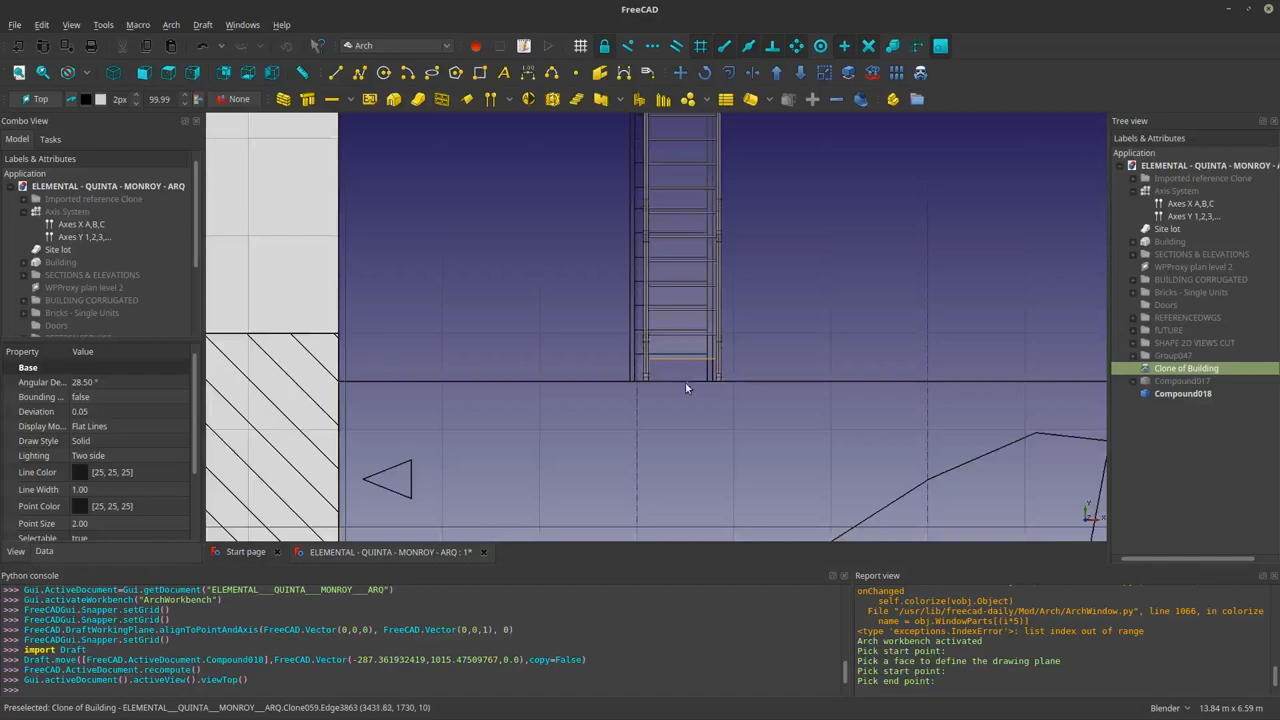 FreeCAD
File Edit View Tools Macro Arch Draft Windows Help
Arch
Top 2px 99.99 None
Combo View
Model Tasks
Labels & Attributes
Application
ELEMENTAL - QUINTA - MONROY - ARQ
Imported reference Clone
Axis System
Axes X A,B,C
Axes Y 1,2,3,...
Site lot
Building
SECTIONS & ELEVATIONS
WPProxy plan level 2
BUILDING CORRUGATED
Bricks - Single Units
Doors
Property Value
Base
Angular De... 28.50 °
Bounding ... false
Deviation 0.05
Display Mo... Flat Lines
Draw Style Solid
Lighting Two side
Line Color [25, 25, 25]
Line Width 1.00
Point Color [25, 25, 25]
Point Size 2.00
Selectable true
View Data
Start page ELEMENTAL - QUINTA - MONROY - ARQ : 1*
Tree view
Labels & Attributes
Application
ELEMENTAL - QUINTA - MONROY - A
Imported reference Clone
Axis System
Axes X A,B,C
Axes Y 1,2,3,...
Site lot
Building
SECTIONS & ELEVATIONS
WPProxy plan level 2
BUILDING CORRUGATED
Bricks - Single Units
Doors
REFERENCEDWGS
fUTURE
SHAPE 2D VIEWS CUT
Group047
Clone of Building
Compound017
Compound018
Python console
>>> Gui.ActiveDocument=Gui.getDocument("ELEMENTAL___QUINTA___MONROY___ARQ")
>>> Gui.activateWorkbench("ArchWorkbench")
>>> FreeCADGui.Snapper.setGrid()
>>> FreeCADGui.Snapper.setGrid()
>>> FreeCAD.DraftWorkingPlane.alignToPointAndAxis(FreeCAD.Vector(0,0,0), FreeCAD.Vector(0,0,1), 0)
>>> FreeCADGui.Snapper.setGrid()
>>> import Draft
>>> Draft.move([FreeCAD.ActiveDocument.Compound018],FreeCAD.Vector(-287.361932419,1015.47509767,0.0),copy=False)
>>> FreeCAD.ActiveDocument.recompute()
>>> Gui.activeDocument().activeView().viewTop()
>>>
Report view
onChanged
self.colorize(vobj.Object)
File "/usr/lib/freecad-daily/Mod/Arch/ArchWindow.py", line 1066, in colorize
name = obj.WindowParts[(i*5)]
<type 'exceptions.IndexError'>: list index out of range
Arch workbench activated
Pick start point:
Pick a face to define the drawing plane
Pick start point:
Pick end point:
Preselected: Clone of Building - ELEMENTAL___QUINTA___MONROY___ARQ.Clone059.Edge3863 (3431.82, 1730, 10)
Blender 13.84 m x 6.59 m